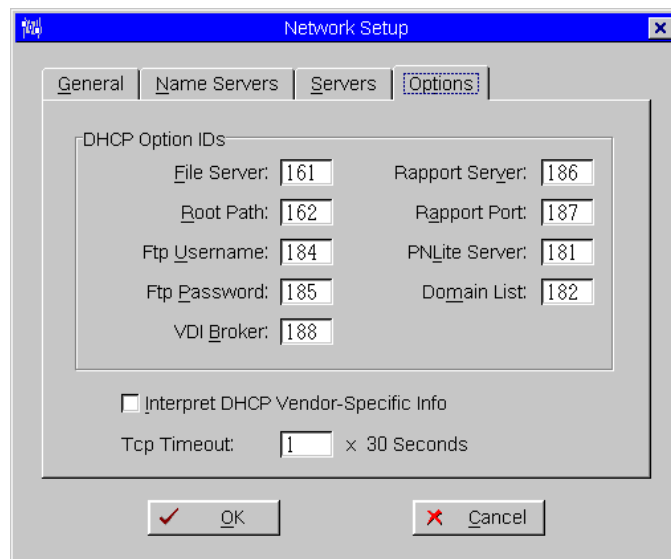 Network Setup
General Name Servers Servers Options
DHCP Option IDs
File Server: 161 Rapport Server: 186
Root Path: 162 Rapport Port: 187
Ftp Username: 184 PNLite Server: 181
Ftp Password: 185 Domain List: 182
VDI Broker: 188
Interpret DHCP Vendor-Specific Info
Tcp Timeout: 1 x 30 Seconds
OK Cancel